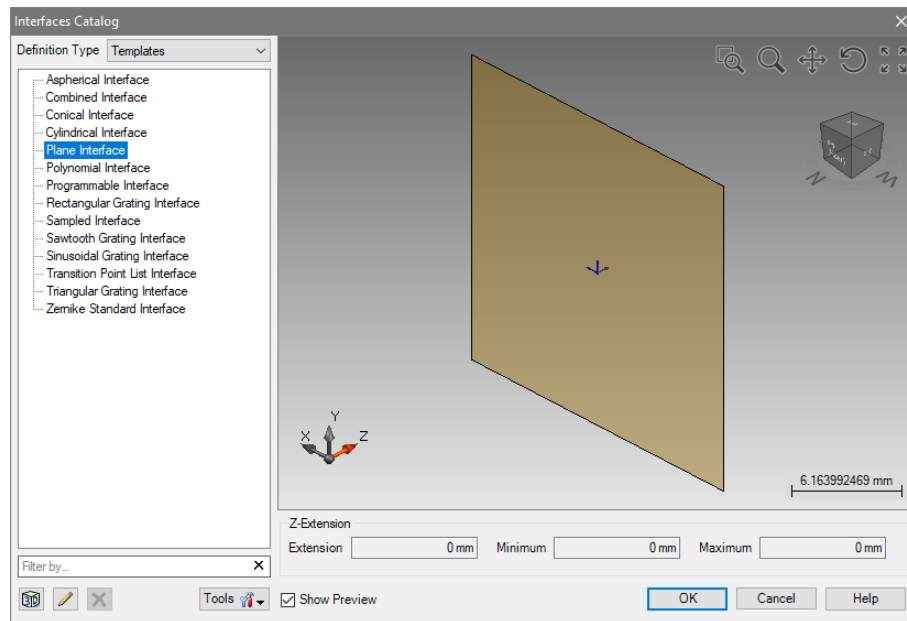 Interfaces Catalog
Definition Type Templates
Aspherical Interface
Combined Interface
Conical Interface
Cylindrical Interface
Plane Interface
Polynomial Interface
Programmable Interface
Rectangular Grating Interface
Sampled Interface
Sawtooth Grating Interface
Sinusoidal Grating Interface
Transition Point List Interface
Triangular Grating Interface
Zernike Standard Interface
Y
X Z
6.163992469 mm
Z-Extension
Extension 0 mm Minimum 0 mm Maximum 0 mm
Filter by...
3D Tools Show Preview OK Cancel Help